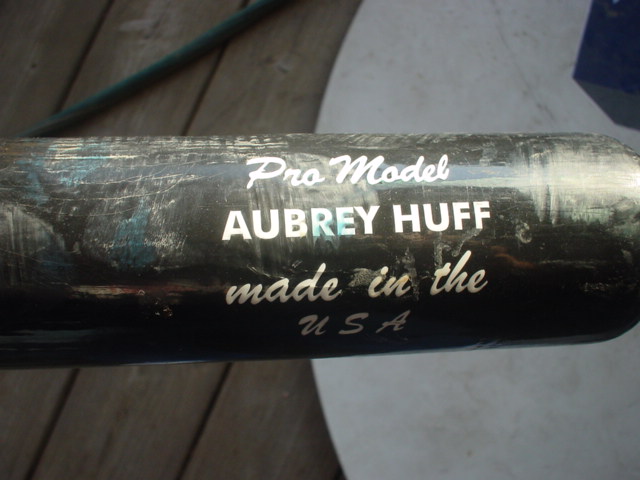 Pro Model
AUBREY HUFF
made in the
USA